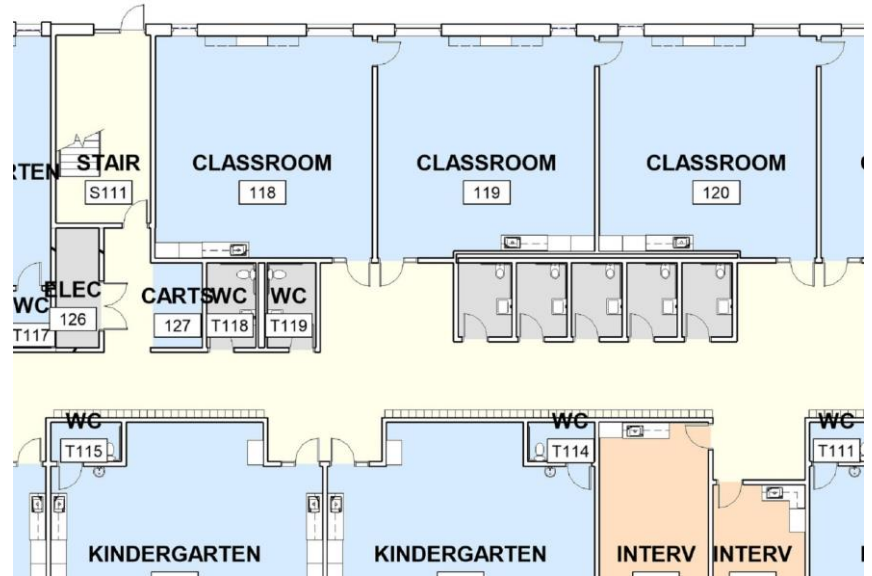 RTEN
STAIR
S111
CLASSROOM
118
CLASSROOM
119
CLASSROOM
120
WC
T117
ELEC
126
CARTS
127
WC
T118
WC
T119
WC
T115
WC
T114
WC
T111
KINDERGARTEN
KINDERGARTEN
INTERV
INTERV